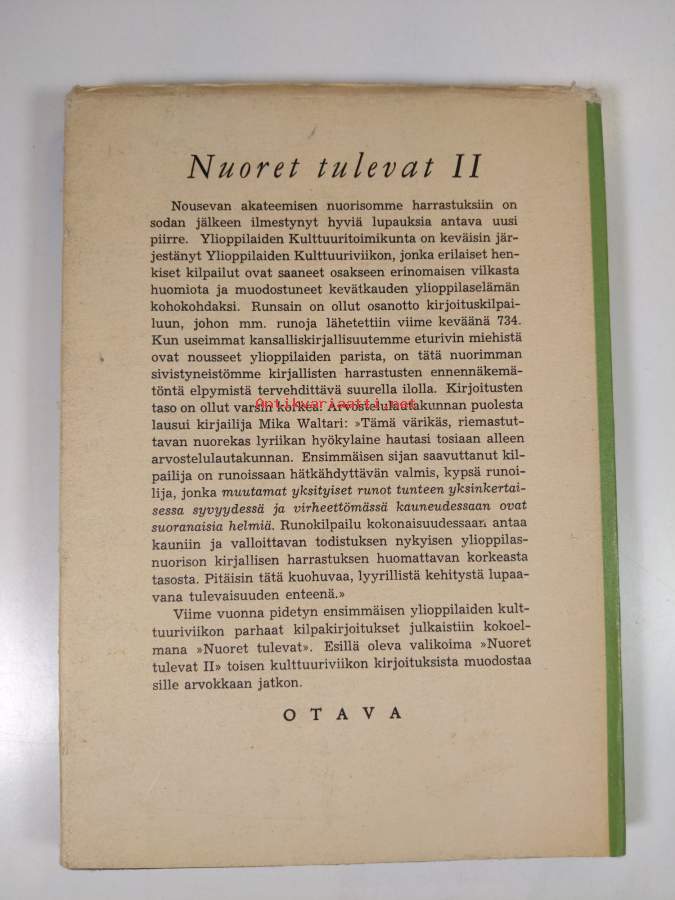 Nuoret tulevat II
Nousevan akateemisen nuorisomme harrastuksiin on
sodan jälkeen ilmestynyt hyviä lupauksia antava uusi
piirre. Ylioppilaiden Kulttuuritoimikunta on keväisin jär-
jestänyt Ylioppilaiden Kulttuuriviikon, jonka erilaiset hen-
kiset kilpailut ovat saaneet osakseen erinomaisen vilkasta
huomiota ja muodostuneet kevätkauden ylioppilaselämän
kohokohdaksi. Runsain on ollut osanotto kirjoituskilpai-
luun, johon mm. runoja lähetettiin viime keväänä 734.
Kun useimmat kansalliskirjallisuutemme eturivin miehistä
ovat nousseet ylioppilaiden parista, on tätä nuorimman
sivistyneistömme kirjallisten harrastusten ennennäkemä-
töntä elpymistä tervehdittävä suurella ilolla. Kirjoitusten
taso on ollut varsin korkea! Arvostelulautakunnan puolesta
Antikvariaatti.net
lausui kirjailija Mika Waltari: »Tämä värikäs, riemastut-
tavan nuorekas lyriikan hyökylaine hautasi tosiaan alleen
arvostelulautakunnan. Ensimmäisen sijan saavuttanut kil-
pailija on runoissaan hätkähdyttävän valmis, kypsä runoi-
lija, jonka muutamat yksityiset runot tunteen yksinkertai-
sessa syvyydessä ja virheettömässä kauneudessaan ovat
suoranaisia helmiä. Runokilpailu kokonaisuudessaan antaa
kauniin ja valloittavan todistuksen nykyisen ylioppilas-
nuorison kirjallisen harrastuksen huomattavan korkeasta
tasosta. Pitäisin tätä kuohuvaa, lyyrillistä kehitystä lupaa-
vana tulevaisuuden enteenä.»
Viime vuonna pidetyn ensimmäisen ylioppilaiden kult-
tuuriviikon parhaat kilpakirjoitukset julkaistiin kokoel-
mana »Nuoret tulevat». Esillä oleva valikoima »Nuoret
tulevat II» toisen kulttuuriviikon kirjoituksista muodostaa
sille arvokkaan jatkon.
OTAVA